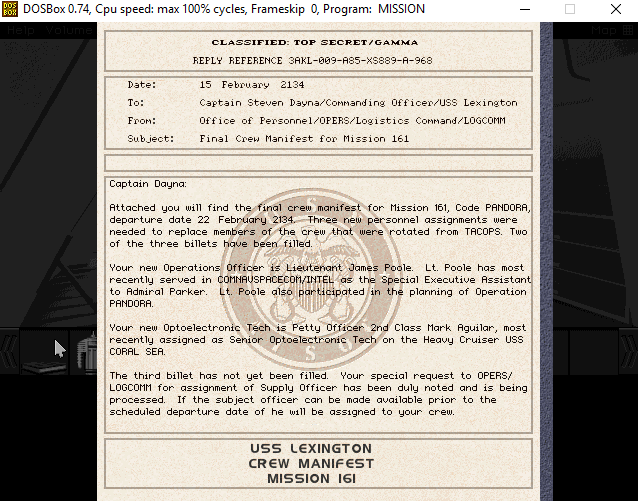 DOSBox 0.74, Cpu speed: max 100% cycles, Frameskip 0, Program: MISSION
Help Volume
Map
CLASSIFIED: TOP SECRET/GAMMA
REPLY REFERENCE 3AKL-009-A85-XS889-A-968
Date: 15 February 2134
To: Captain Steven Dayna/Commanding Officer/USS Lexington
From: Office of Personnel/OPERS/Logistics Command/LOGCOMM
Subject: Final Crew Manifest for Mission 161
Captain Dayna:
Attached you will find the final crew manifest for Mission 161, Code PANDORA,
departure date 22 February 2134. Three new personnel assignments were
needed to replace members of the crew that were rotated from TACOPS. Two
of the three billets have been filled.
Your new Operations Officer is Lieutenant James Poole. Lt. Poole has most
recently served in COMNAVSPACECOM/INTEL as the Special Executive Assistant
to Admiral Parker. Lt. Poole also participated in the planning of Operation
PANDORA.
Your new Optoelectronic Tech is Petty Officer 2nd Class Mark Aguilar, most
recently assigned as Senior Optoelectronic Tech on the Heavy Cruiser USS
CORAL SEA.
The third billet has not yet been filled. Your special request to OPERS/
LOGCOMM for assignment of Supply Officer has been duly noted and is being
processed. If the subject officer can be made available prior to the
scheduled departure date of he will be assigned to your crew.
USS LEXINGTON
CREW MANIFEST
MISSION 161